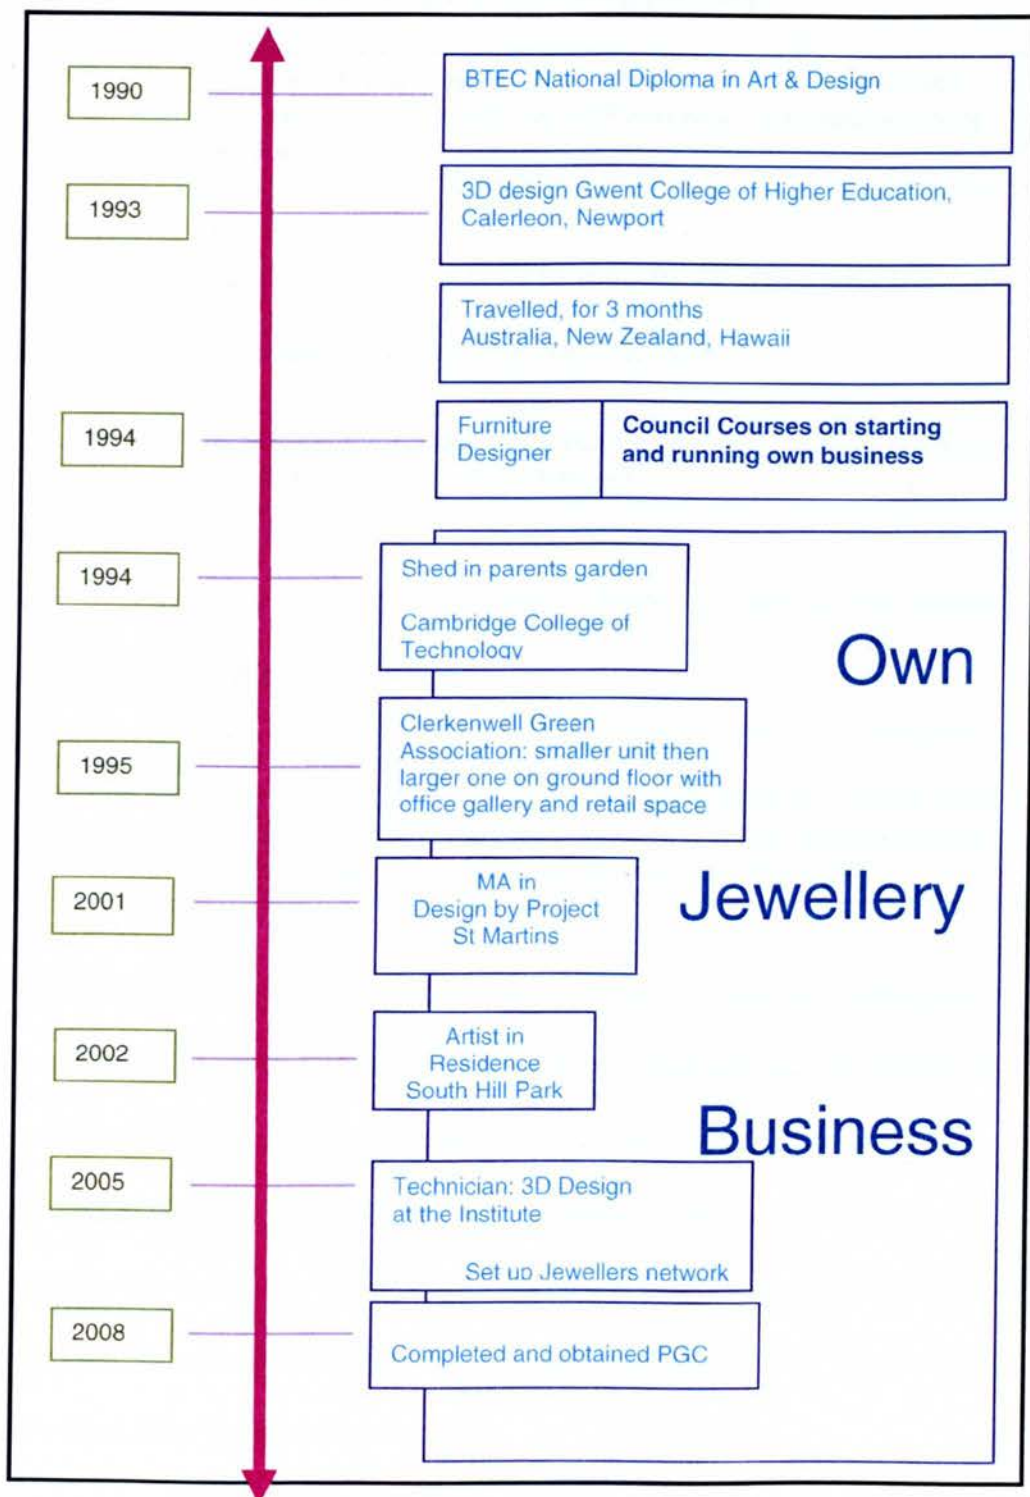 1990
BTEC National Diploma in Art & Design
1993
3D design Gwent College of Higher Education,
Calerleon, Newport
Travelled, for 3 months
Australia, New Zealand, Hawaii
1994
Furniture
Designer
Council Courses on starting
and running own business
1994
Shed in parents garden
Cambridge College of
Technology
Own
1995
Clerkenwell Green
Association: smaller unit then
larger one on ground floor with
office gallery and retail space
2001
MA in
Design by Project
St Martins
Jewellery
2002
Artist in
Residence
South Hill Park
Business
2005
Technician: 3D Design
at the Institute
Set up Jewellers network
2008
Completed and obtained PGC